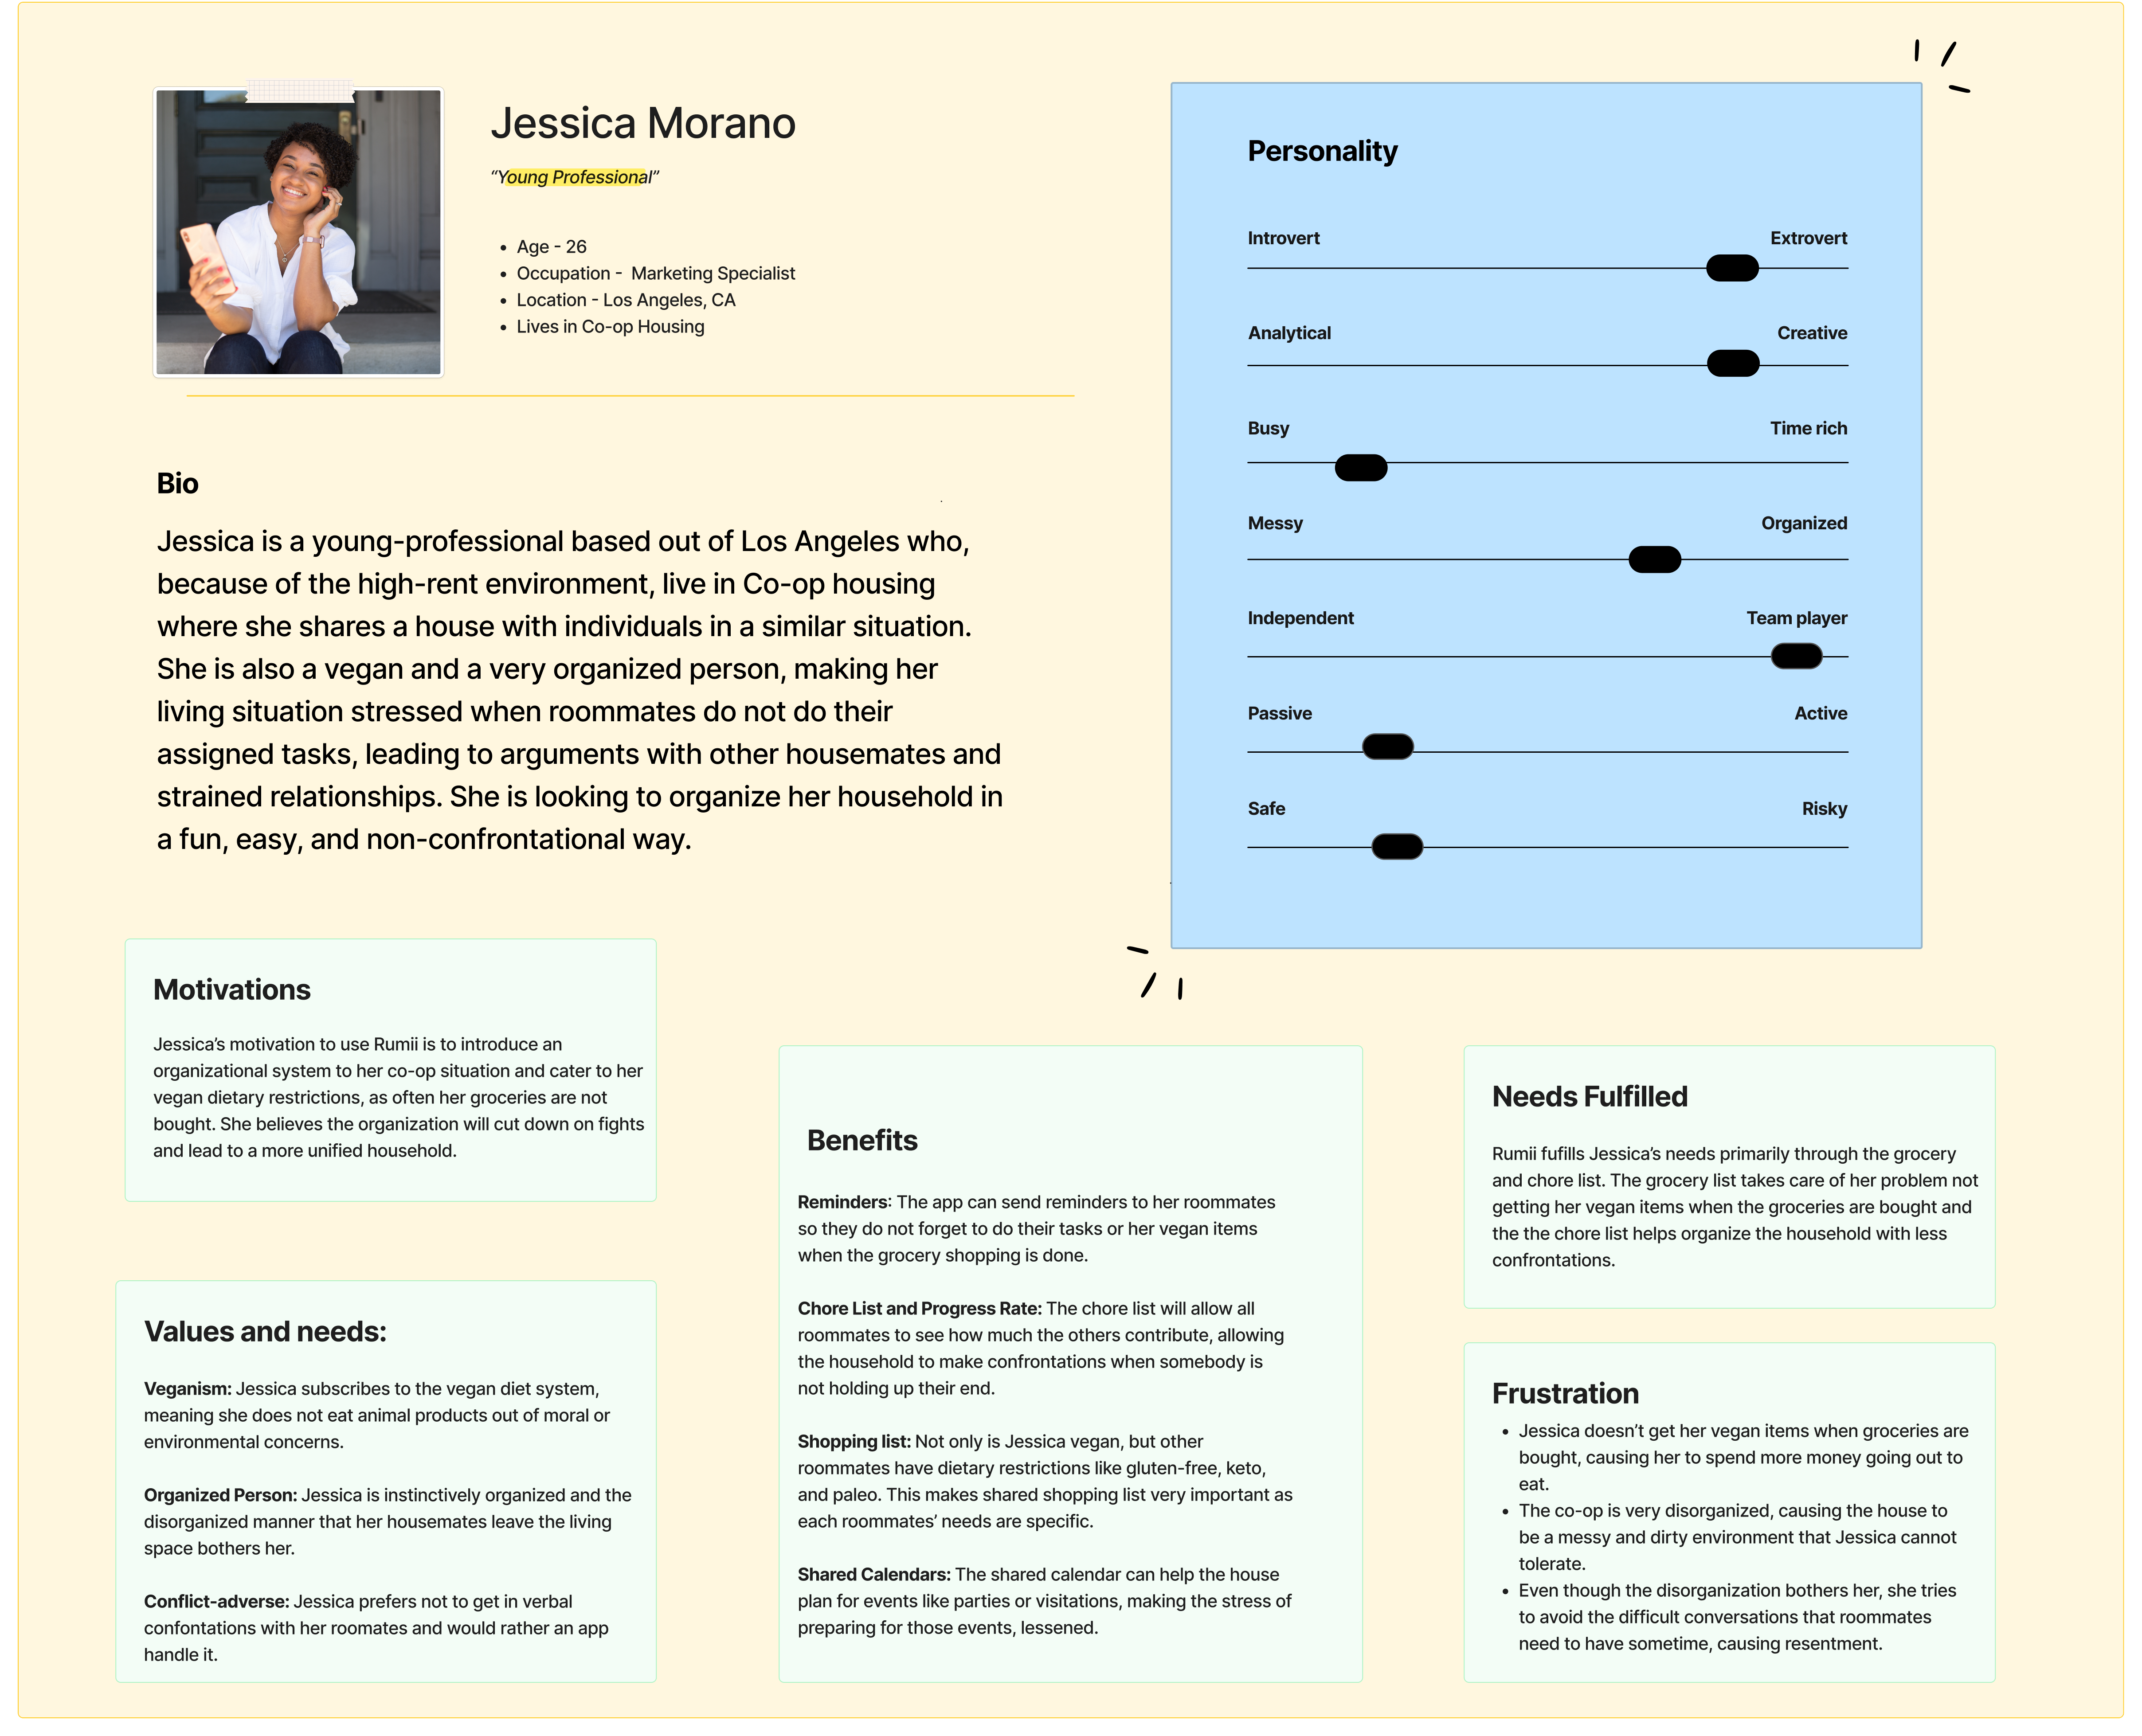 Jessica Morano
“Young Professional”
• Age - 26
• Occupation -  Marketing Specialist
• Location - Los Angeles, CA
• Lives in Co-op Housing
Bio
Jessica is a young-professional based out of Los Angeles who,
because of the high-rent environment, live in Co-op housing
where she shares a house with individuals in a similar situation.
She is also a vegan and a very organized person, making her
living situation stressed when roommates do not do their
assigned tasks, leading to arguments with other housemates and
strained relationships. She is looking to organize her household in
a fun, easy, and non-confrontational way.
Personality
Introvert Extrovert
Analytical Creative
Busy Time rich
Messy Organized
Independent Team player
Passive Active
Safe Risky
Motivations
Jessica’s motivation to use Rumii is to introduce an
organizational system to her co-op situation and cater to her
vegan dietary restrictions, as often her groceries are not
bought. She believes the organization will cut down on fights
and lead to a more unified household.
Values and needs:
Veganism: Jessica subscribes to the vegan diet system,
meaning she does not eat animal products out of moral or
environmental concerns.
Organized Person: Jessica is instinctively organized and the
disorganized manner that her housemates leave the living
space bothers her.
Conflict-adverse: Jessica prefers not to get in verbal
confontations with her roomates and would rather an app
handle it.
Benefits
Reminders: The app can send reminders to her roommates
so they do not forget to do their tasks or her vegan items
when the grocery shopping is done.
Chore List and Progress Rate: The chore list will allow all
roommates to see how much the others contribute, allowing
the household to make confrontations when somebody is
not holding up their end.
Shopping list: Not only is Jessica vegan, but other
roommates have dietary restrictions like gluten-free, keto,
and paleo. This makes shared shopping list very important as
each roommates’ needs are specific.
Shared Calendars: The shared calendar can help the house
plan for events like parties or visitations, making the stress of
preparing for those events, lessened.
Needs Fulfilled
Rumii fufills Jessica’s needs primarily through the grocery
and chore list. The grocery list takes care of her problem not
getting her vegan items when the groceries are bought and
the the chore list helps organize the household with less
confrontations.
Frustration
• Jessica doesn’t get her vegan items when groceries are
bought, causing her to spend more money going out to
eat.
• The co-op is very disorganized, causing the house to
be a messy and dirty environment that Jessica cannot
tolerate.
• Even though the disorganization bothers her, she tries
to avoid the difficult conversations that roommates
need to have sometime, causing resentment.